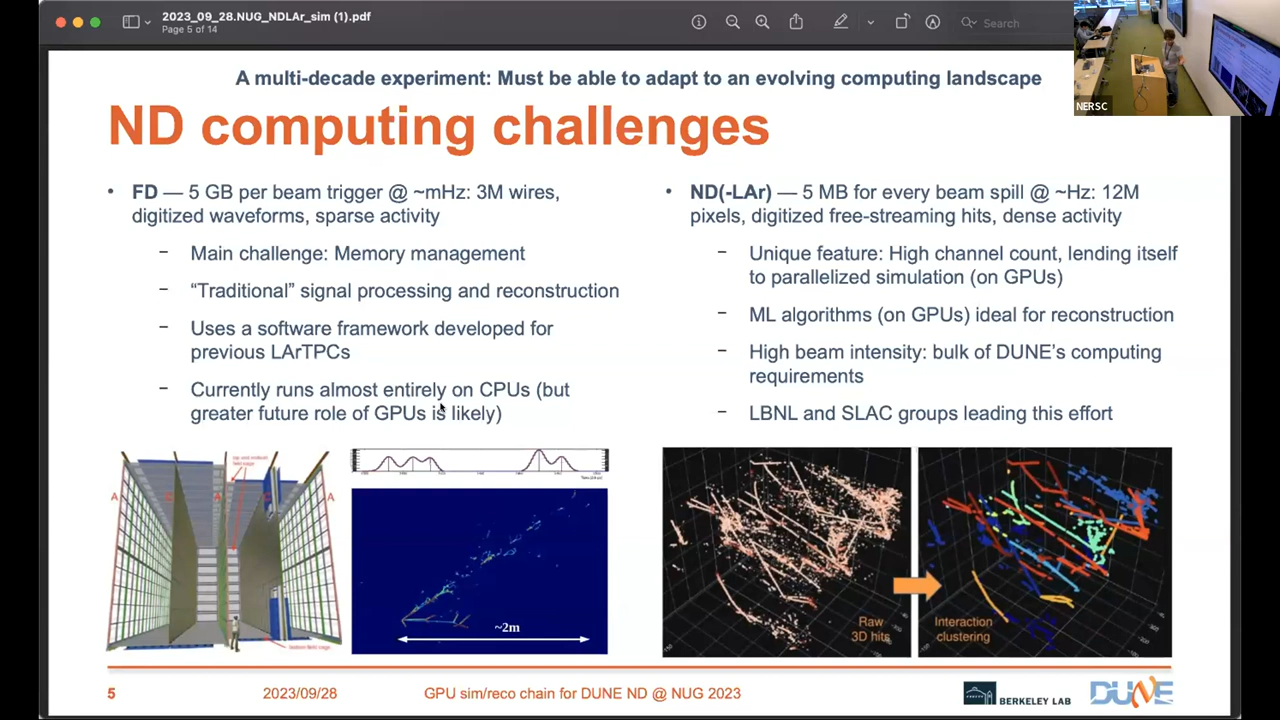 2023_09_28.NUG_NDLAr_sim (1).pdf
Page 5 of 14
Search
NERSC
A multi-decade experiment: Must be able to adapt to an evolving computing landscape
ND computing challenges
• FD — 5 GB per beam trigger @ ~mHz: 3M wires,
digitized waveforms, sparse activity
– Main challenge: Memory management
– “Traditional” signal processing and reconstruction
– Uses a software framework developed for
previous LArTPCs
– Currently runs almost entirely on CPUs (but
greater future role of GPUs is likely)
• ND(-LAr) — 5 MB for every beam spill @ ~Hz: 12M
pixels, digitized free-streaming hits, dense activity
– Unique feature: High channel count, lending itself
to parallelized simulation (on GPUs)
– ML algorithms (on GPUs) ideal for reconstruction
– High beam intensity: bulk of DUNE’s computing
requirements
– LBNL and SLAC groups leading this effort
A
A
A
~2m
Raw
3D hits
Interaction
clustering
5
2023/09/28
GPU sim/reco chain for DUNE ND @ NUG 2023
BERKELEY LAB
DUNE